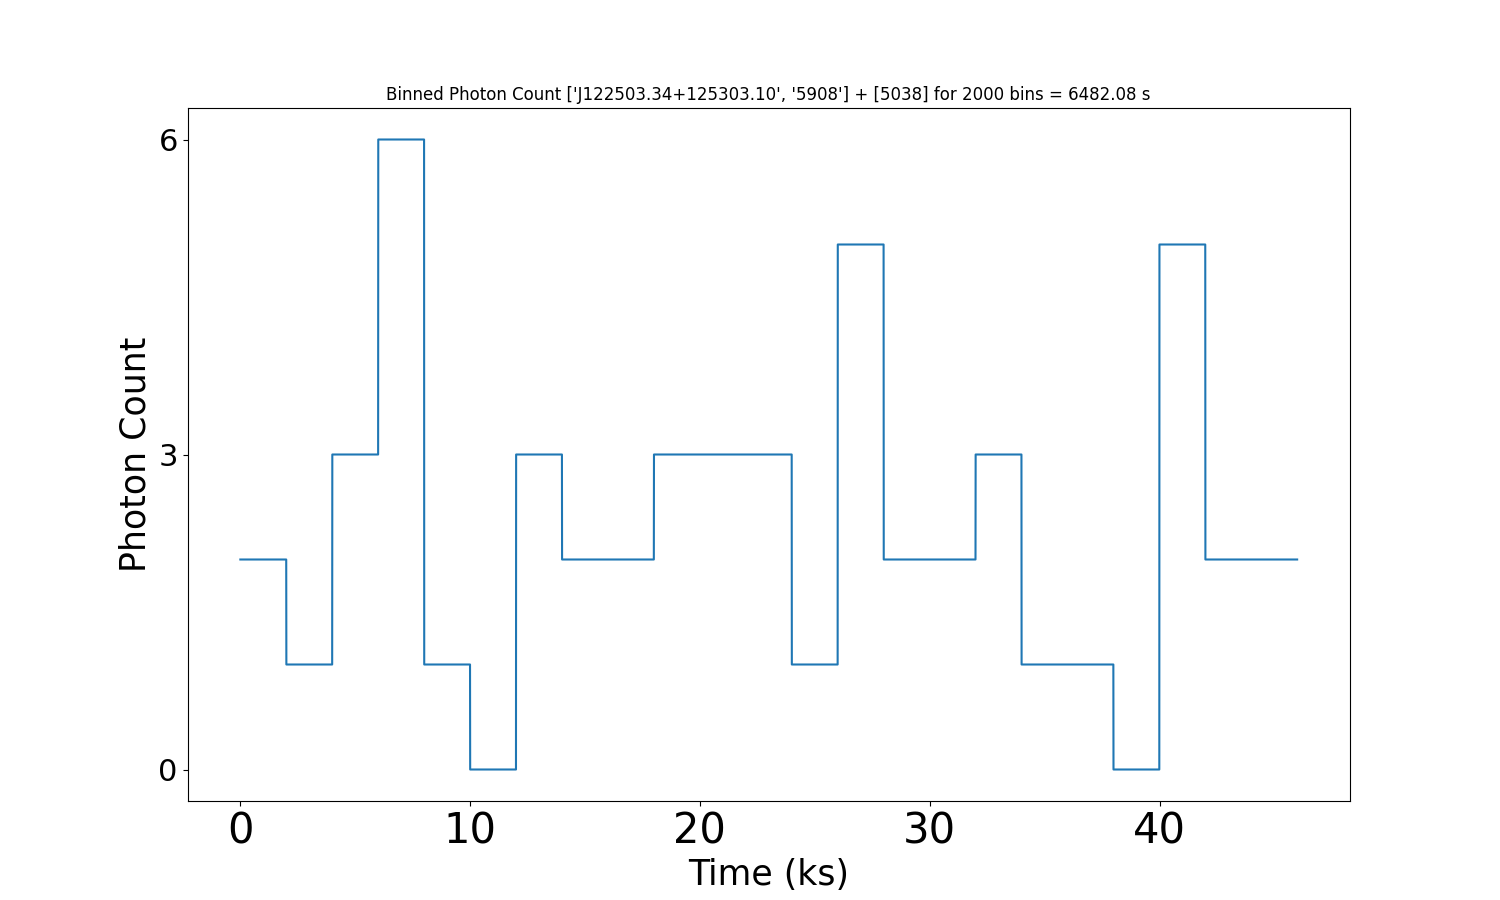 Binned Photon Count ['J122503.34+125303.10', '5908'] + [5038] for 2000 bins = 6482.08 s
6
3
0
Photon Count
0 10 20 30 40
Time (ks)